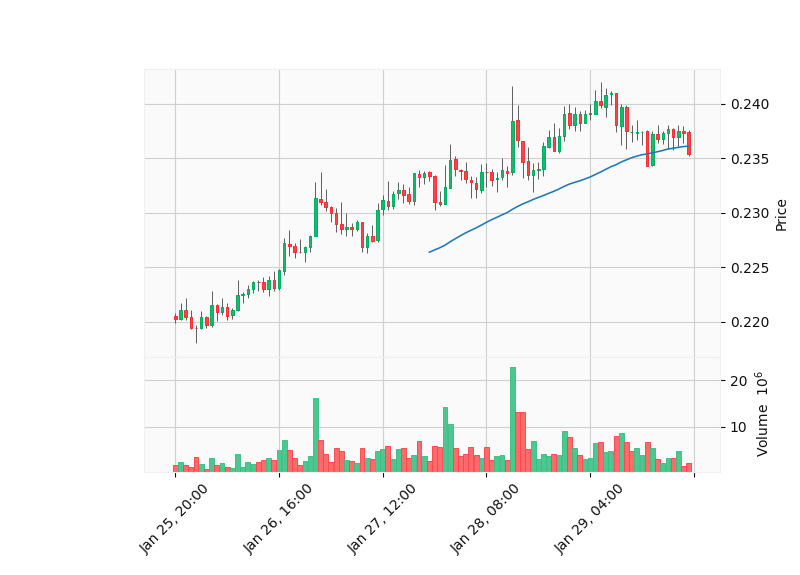 0.240
0.235
0.230
0.225
0.220
Price
20
10
Volume 10^6
Jan 25, 20:00
Jan 26, 16:00
Jan 27, 12:00
Jan 28, 08:00
Jan 29, 04:00